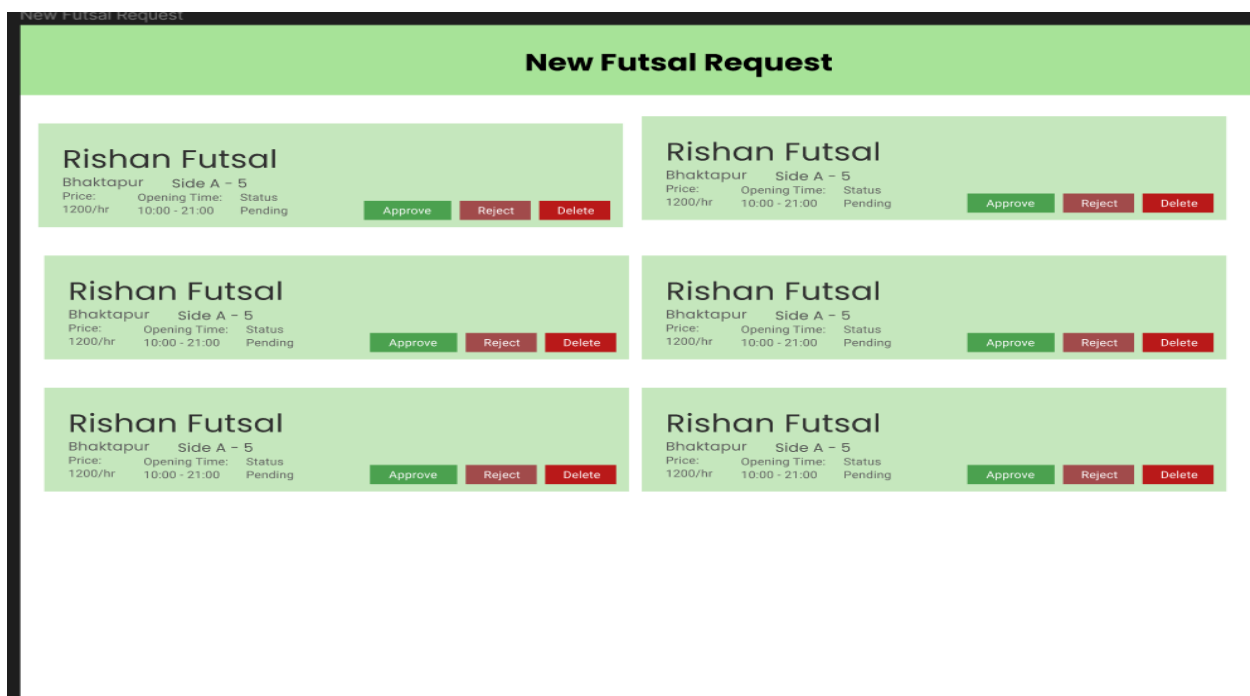 New Futsal Request
New Futsal Request
Rishan Futsal
Bhaktapur Side A - 5
Price: Opening Time: Status
1200/hr 10:00 - 21:00 Pending
Approve Reject Delete
Rishan Futsal
Bhaktapur Side A - 5
Price: Opening Time: Status
1200/hr 10:00 - 21:00 Pending
Approve Reject Delete
Rishan Futsal
Bhaktapur Side A - 5
Price: Opening Time: Status
1200/hr 10:00 - 21:00 Pending
Approve Reject Delete
Rishan Futsal
Bhaktapur Side A - 5
Price: Opening Time: Status
1200/hr 10:00 - 21:00 Pending
Approve Reject Delete
Rishan Futsal
Bhaktapur Side A - 5
Price: Opening Time: Status
1200/hr 10:00 - 21:00 Pending
Approve Reject Delete
Rishan Futsal
Bhaktapur Side A - 5
Price: Opening Time: Status
1200/hr 10:00 - 21:00 Pending
Approve Reject Delete